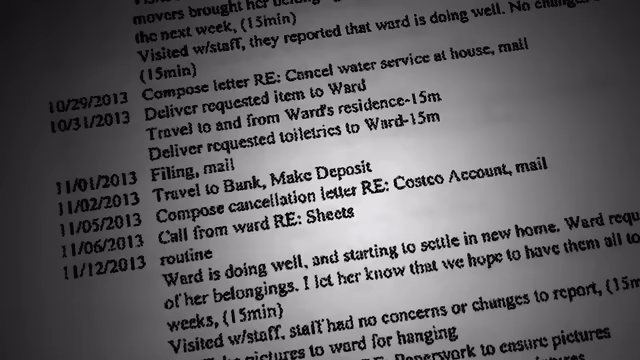 movers brought her
the next week, (15min)
Visited w/staff, they reported that ward is doing well. No
(15min)
10/29/2013 Compose letter RE: Cancel water service at house, mail
10/31/2013 Deliver requested item to Ward
Travel to and from Ward's residence-15m
Deliver requested toiletries to Ward-15m
11/01/2013 Filing, mail
11/02/2013 Travel to Bank, Make Deposit
11/05/2013 Compose cancellation letter RE: Costco Account, mail
11/06/2013 Call from ward RE: Sheets
11/12/2013 routine
Ward is doing well, and starting to settle in new home. Ward requ
of her belongings. I let her know that we hope to have them all to
weeks, (15min)
Visited w/staff, staff had no concerns or changes to report, (15m
pictures to ward for hanging
RE. Paperwork to ensure pictures